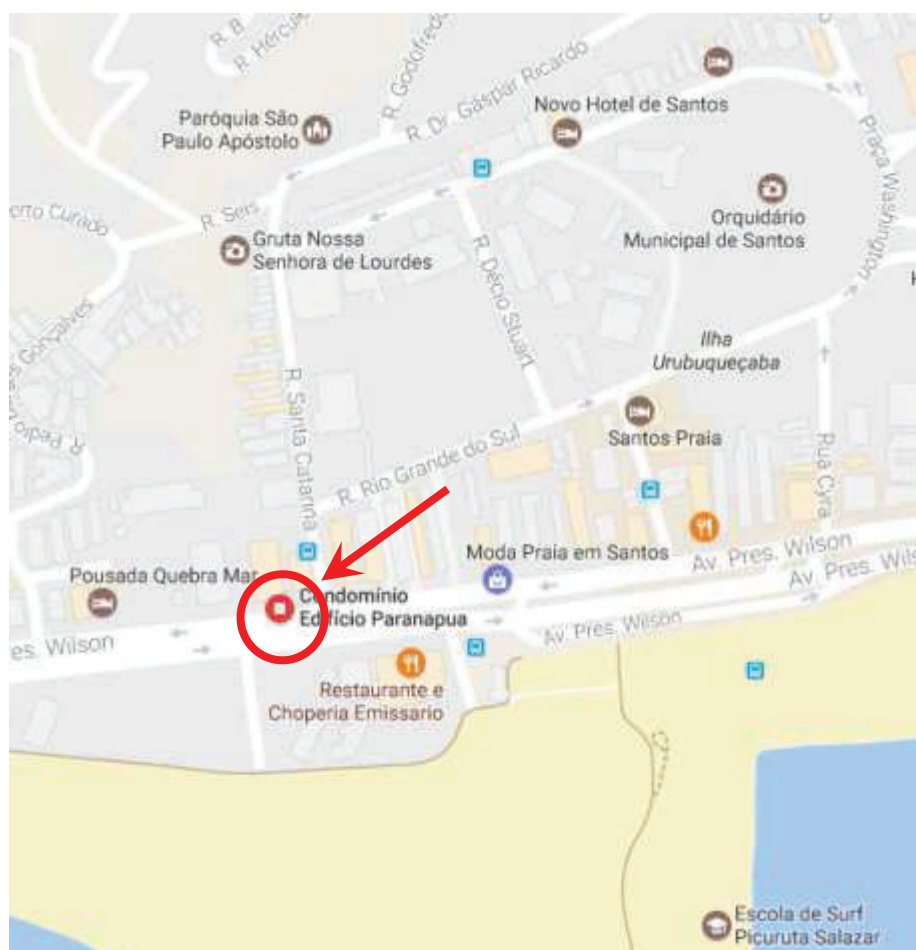 R. B
R. Hércu
R. Godofredo
R. Dr. Gaspar Ricardo
Novo Hotel de Santos
Paróquia São
Paulo Apóstolo
Praça Washington
Orquidário
Municipal de Santos
erto Curado
R. Seis
Gruta Nossa
Senhora de Lourdes
R. Décio Stuart
H
es Gonçalves
Ilha
Urubuqueçaba
R. Santa Catarina
Santos Praia
R. Pedro
R. Rio Grande do Sul
Rua Cyra
Moda Praia em Santos
Av. Pres. Wilson
Pousada Quebra Mar
Av. Pres. Wils
Condomínio
Edifício Paranapua
es. Wilson
Av. Pres. Wilson
Restaurante e
Choperia Emissario
Escola de Surf
Picuruta Salazar